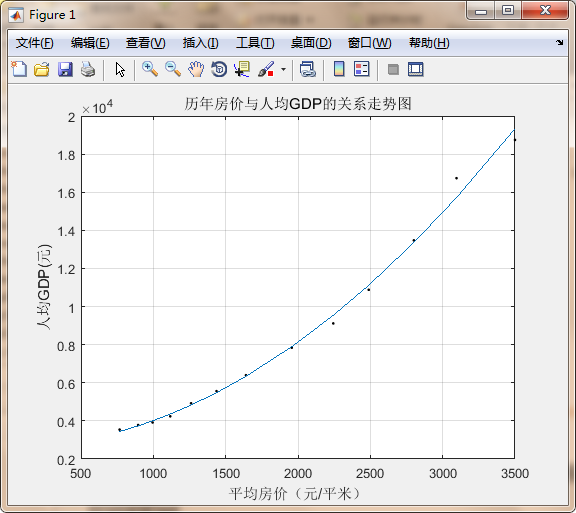 Figure 1
文件(F) 编辑(E) 查看(V) 插入(I) 工具(T) 桌面(D) 窗口(W) 帮助(H)
×10⁴
历年房价与人均GDP的关系走势图
2
1.8
1.6
1.4
1.2
1
0.8
0.6
0.4
0.2
人均GDP(元)
500 1000 1500 2000 2500 3000 3500
平均房价（元/平米）